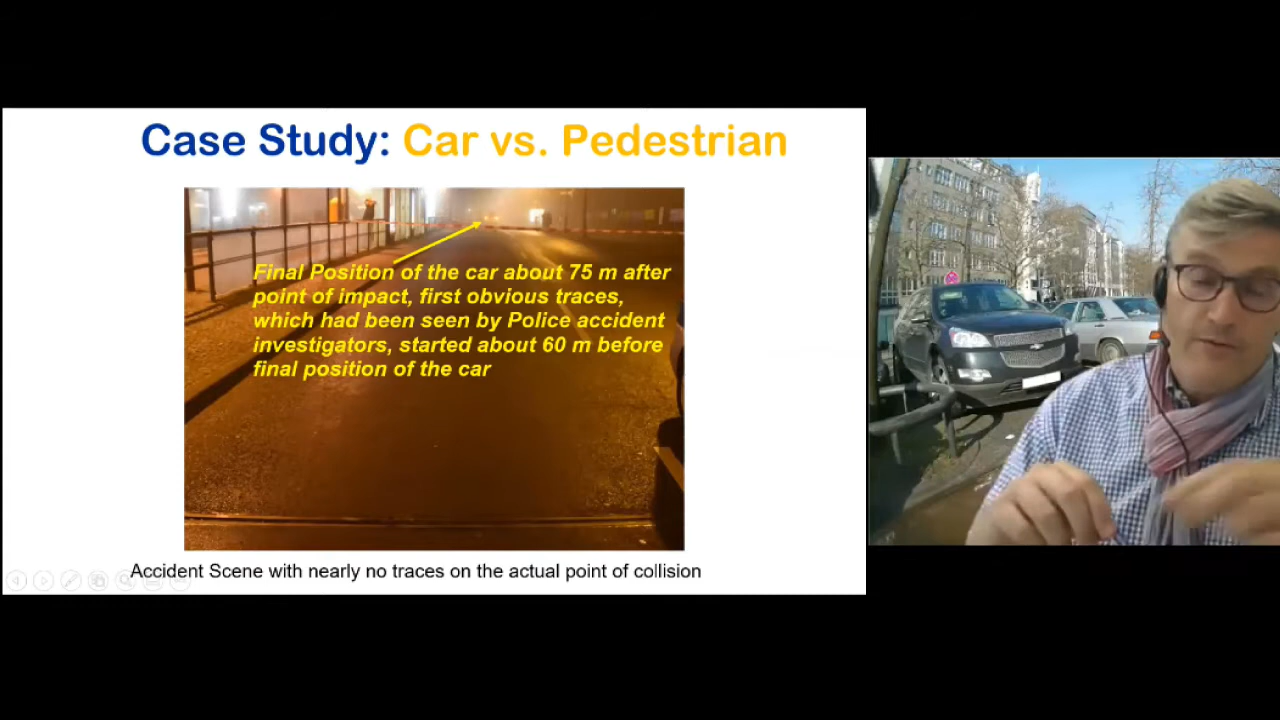 Case Study: Car vs. Pedestrian
Final Position of the car about 75 m after
point of impact, first obvious traces,
which had been seen by Police accident
investigators, started about 60 m before
final position of the car
Accident Scene with nearly no traces on the actual point of collision